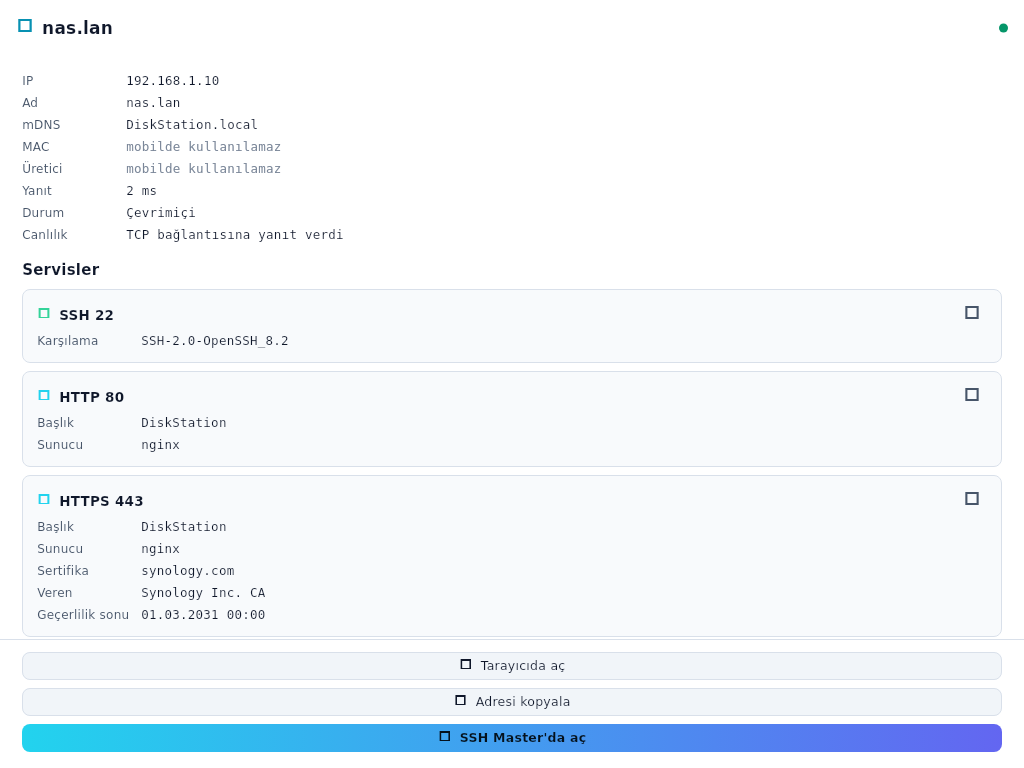 nas.lan
IP 192.168.1.10
Ad nas.lan
mDNS DiskStation.local
MAC mobilde kullanılamaz
Üretici mobilde kullanılamaz
Yanıt 2 ms
Durum Çevrimiçi
Canlılık TCP bağlantısına yanıt verdi
Servisler
SSH 22
Karşılama SSH-2.0-OpenSSH_8.2
HTTP 80
Başlık DiskStation
Sunucu nginx
HTTPS 443
Başlık DiskStation
Sunucu nginx
Sertifika synology.com
Veren Synology Inc. CA
Geçerlilik sonu 01.03.2031 00:00
Tarayıcıda aç
Adresi kopyala
SSH Master'da aç